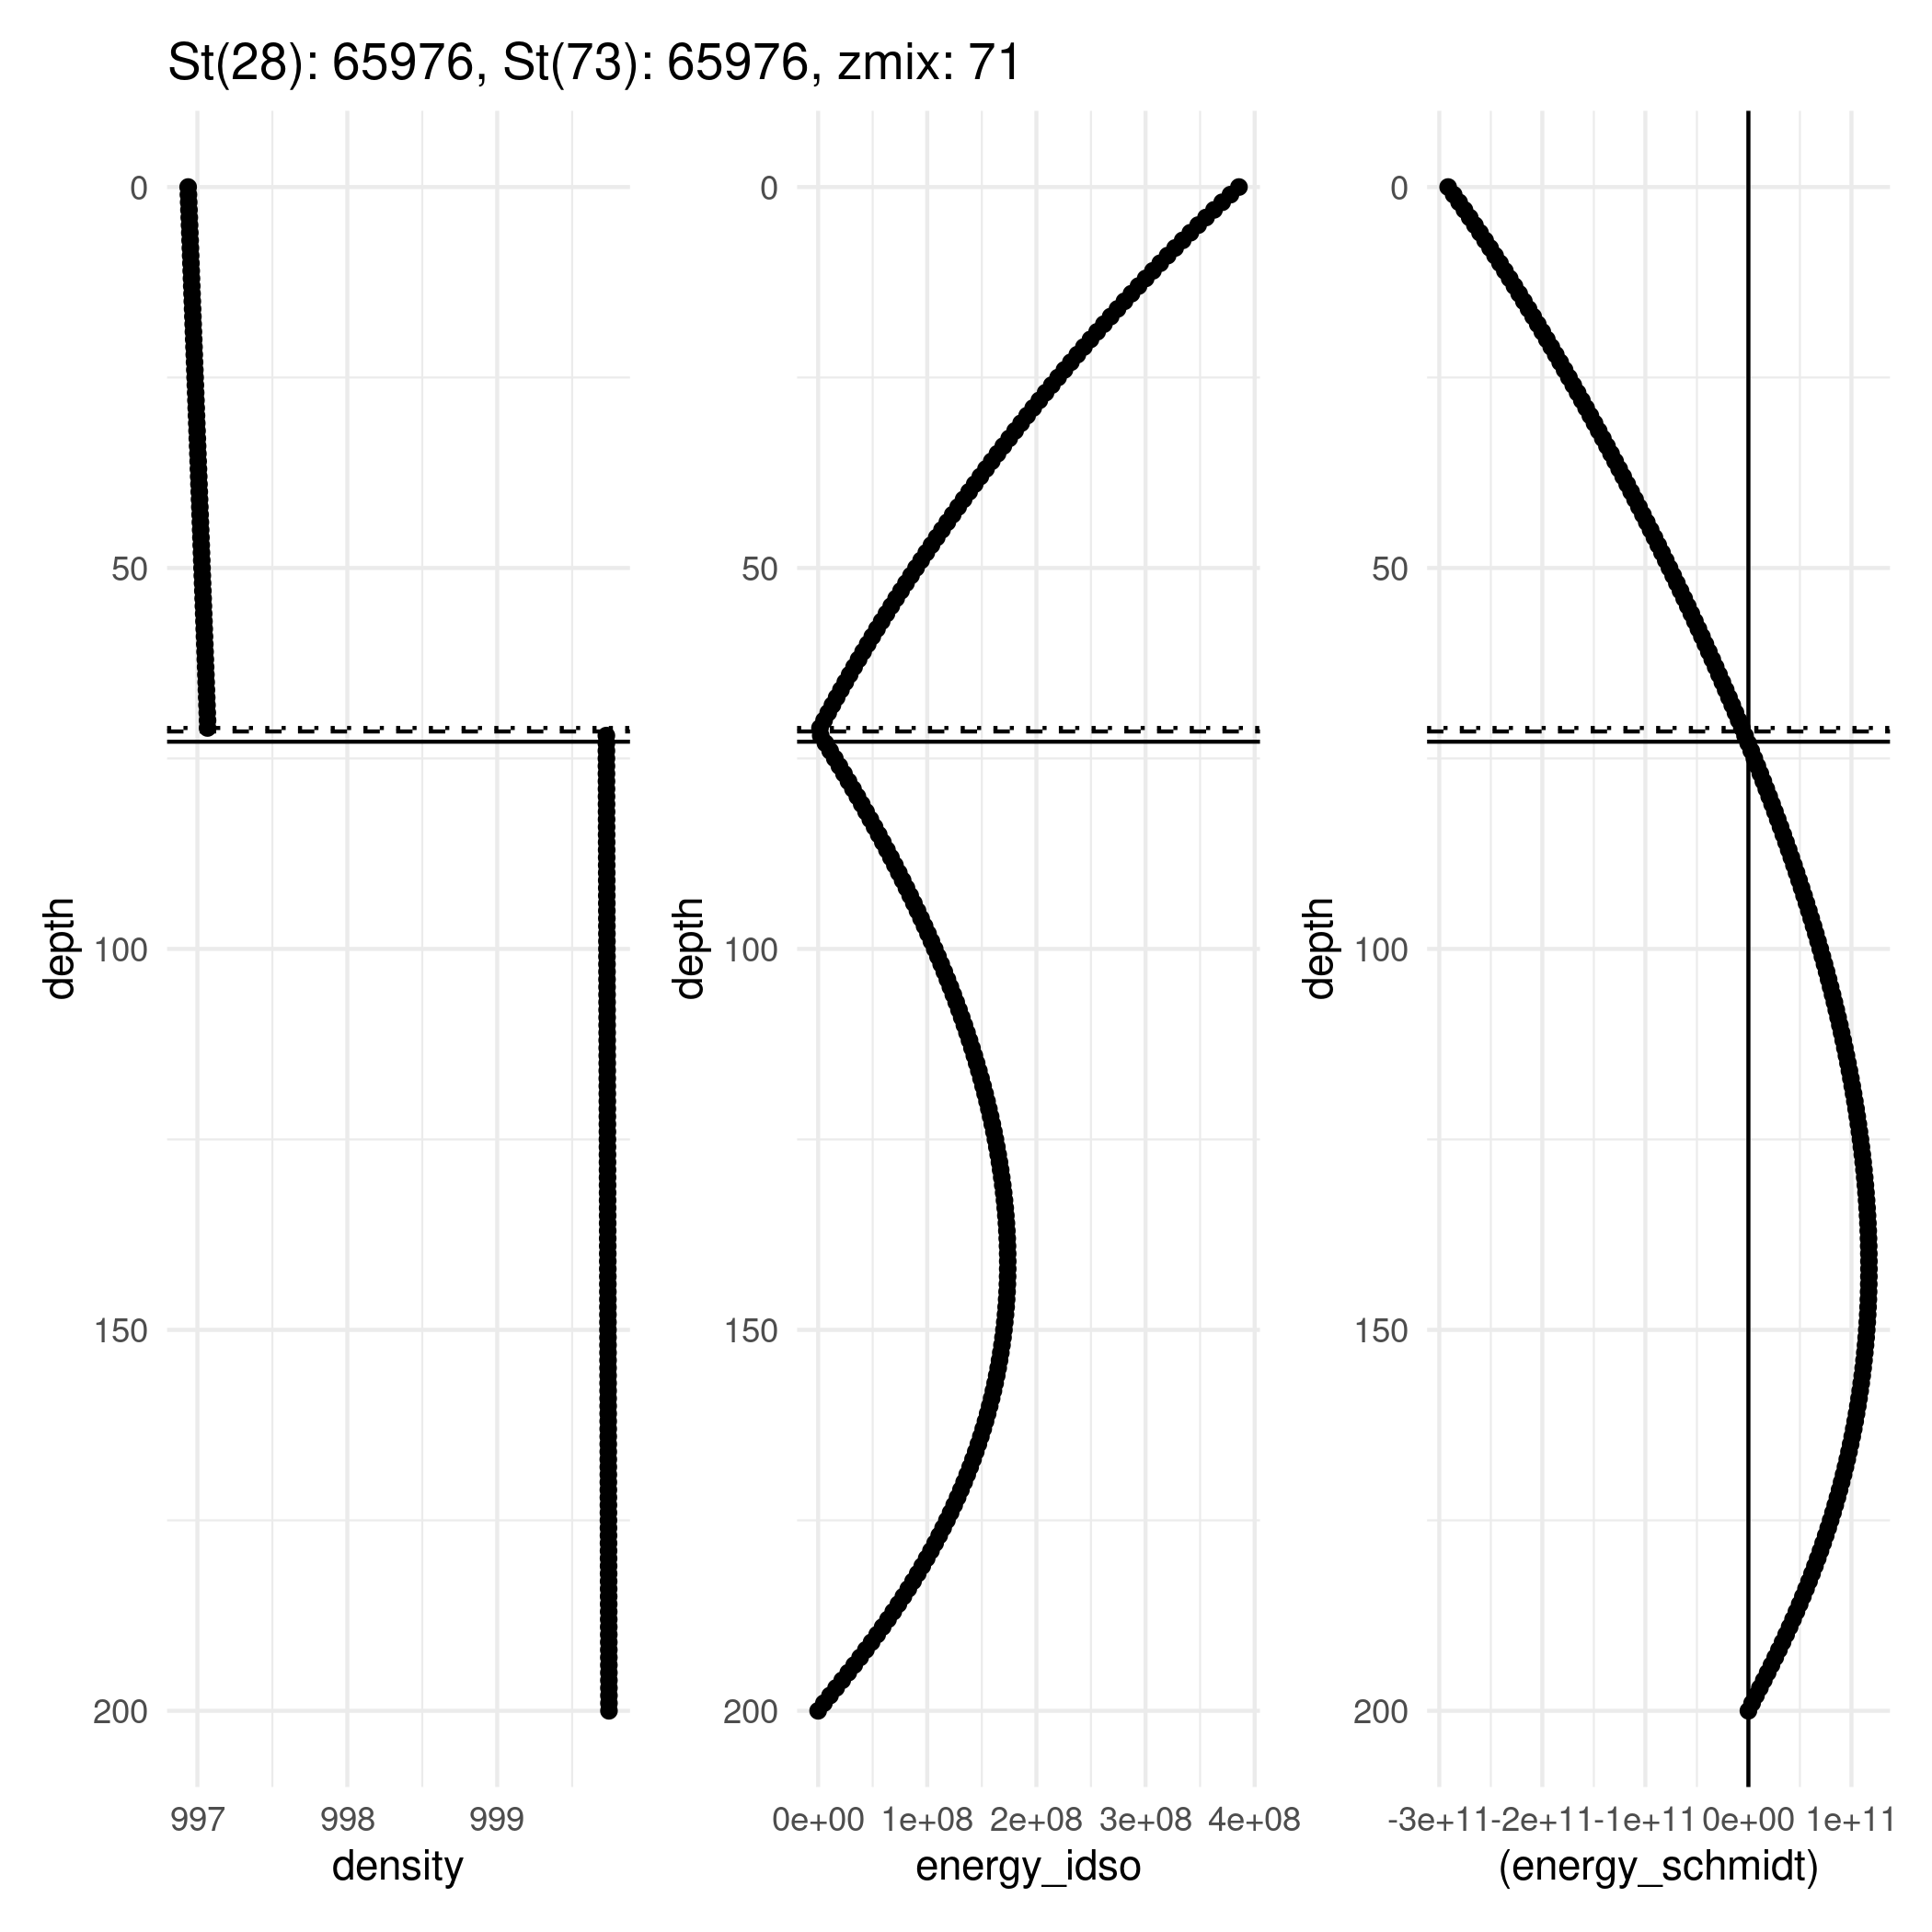 St(28): 65976, St(73): 65976, zmix: 71
depth
0
50
100
150
200
997 998 999
density
depth
0
50
100
150
200
0e+00 1e+08 2e+08 3e+08 4e+08
energy_idso
depth
0
50
100
150
200
-3e+11 -2e+11 -1e+11 0e+00 1e+11
(energy_schmidt)